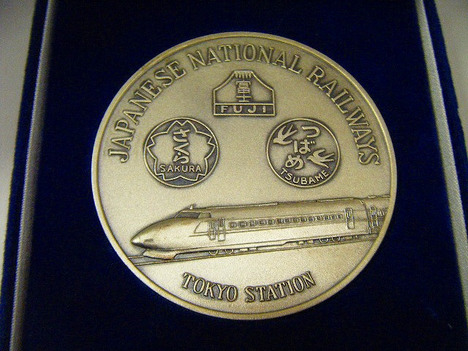 JAPANESE NATIONAL RAILWAYS
富士
FUJI
さくら
SAKURA
つばめ
TSUBAME
TOKYO STATION